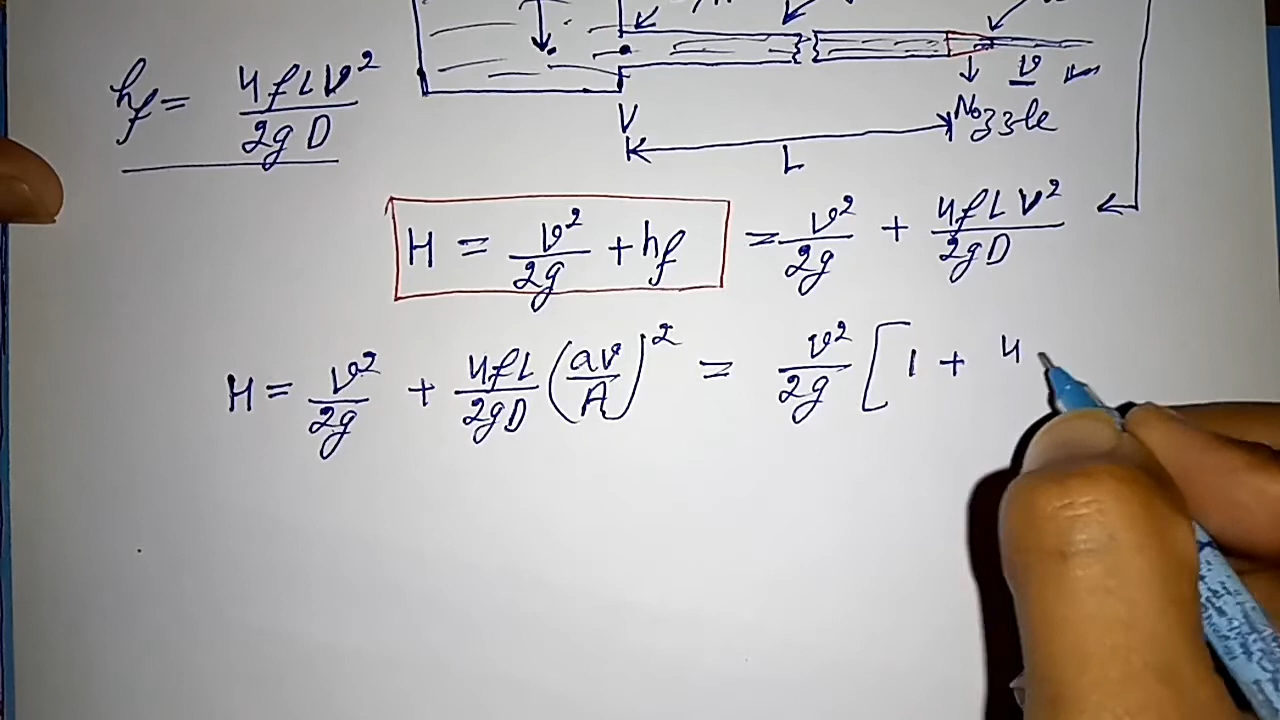 V v
Nozzle
L
hf = 4fLV²/2gD
H = v²/2g + hf = v²/2g + 4fLV²/2gD
H = v²/2g + 4fL/2gD (av/A)² = v²/2g [1 + 4